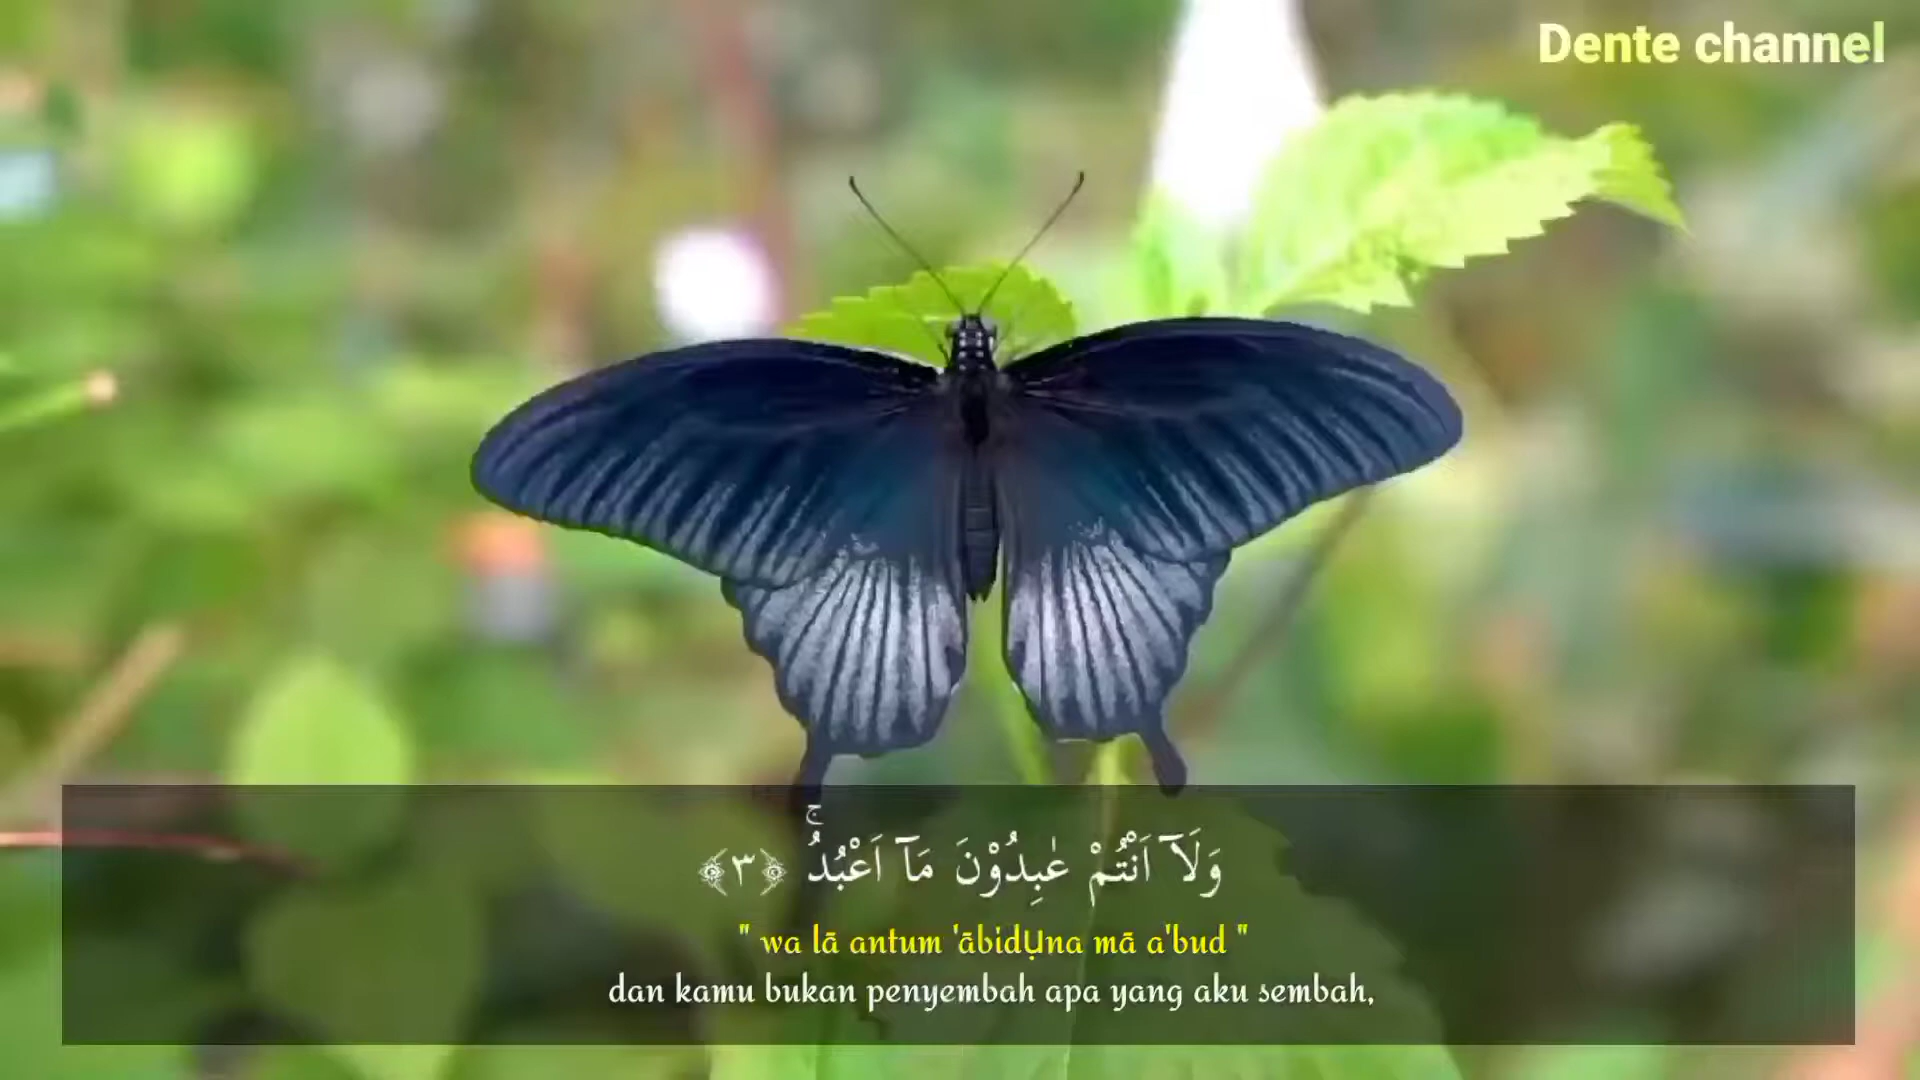 Dente channel
وَلَآ اَنْتُمْ عٰبِدُوْنَ مَآ اَعْبُدُۚ ﴿٣﴾
" wa lā antum 'ābidụna mā a'bud "
dan kamu bukan penyembah apa yang aku sembah,